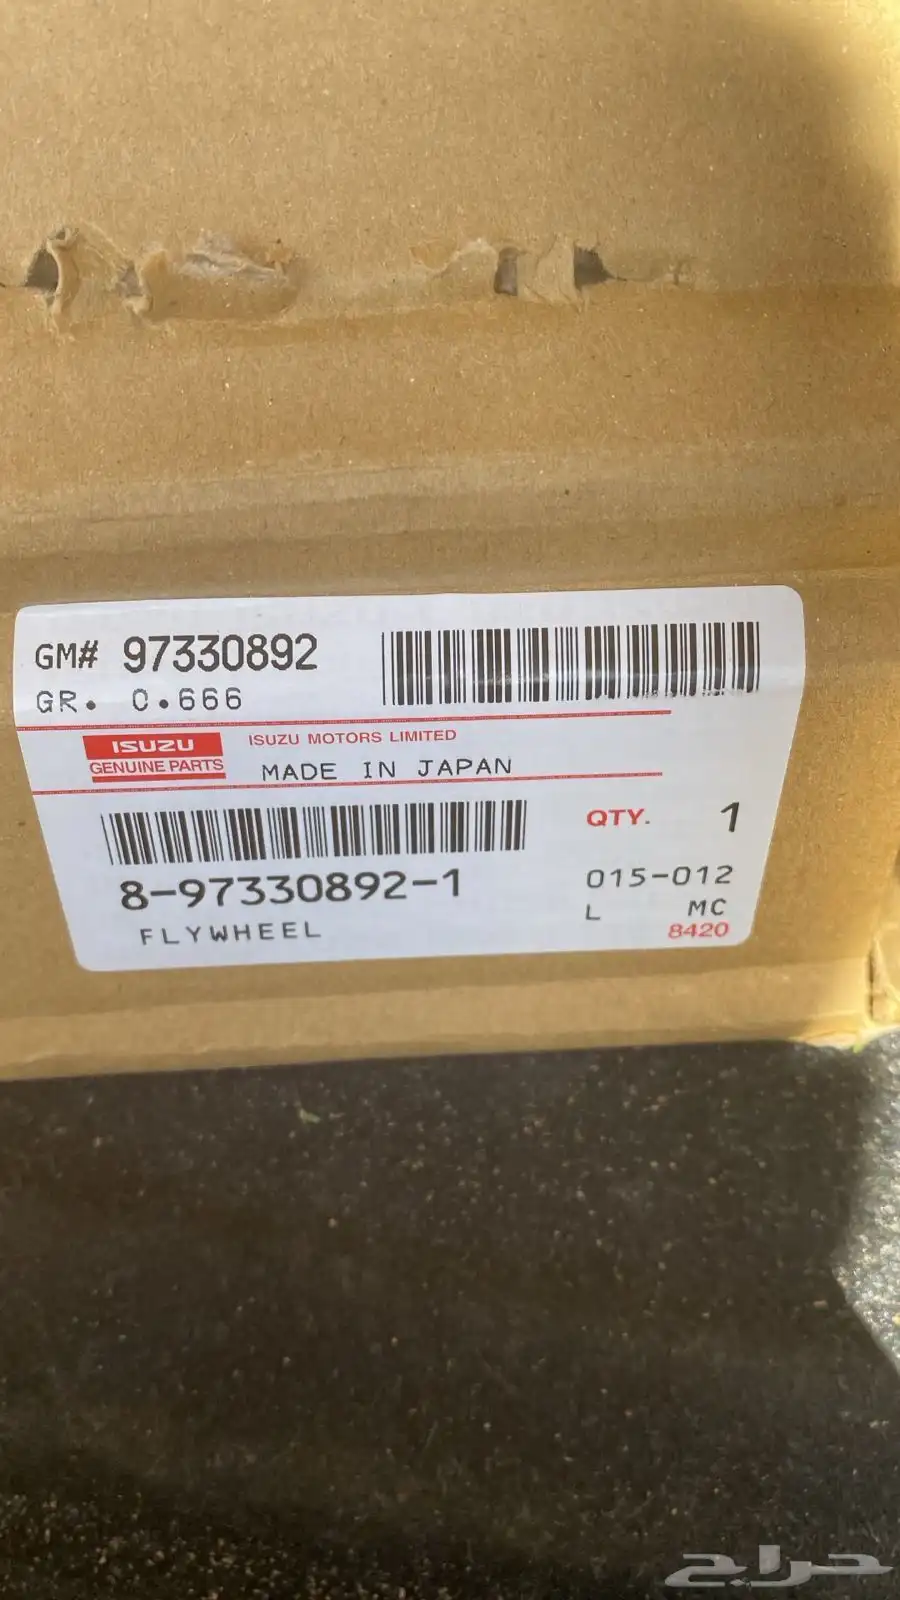 GM# 97330892
GR. 0.666
ISUZU
GENUINE PARTS
ISUZU MOTORS LIMITED
MADE IN JAPAN
QTY. 1
8-97330892-1
FLYWHEEL
015-012
L MC
8420
حراج